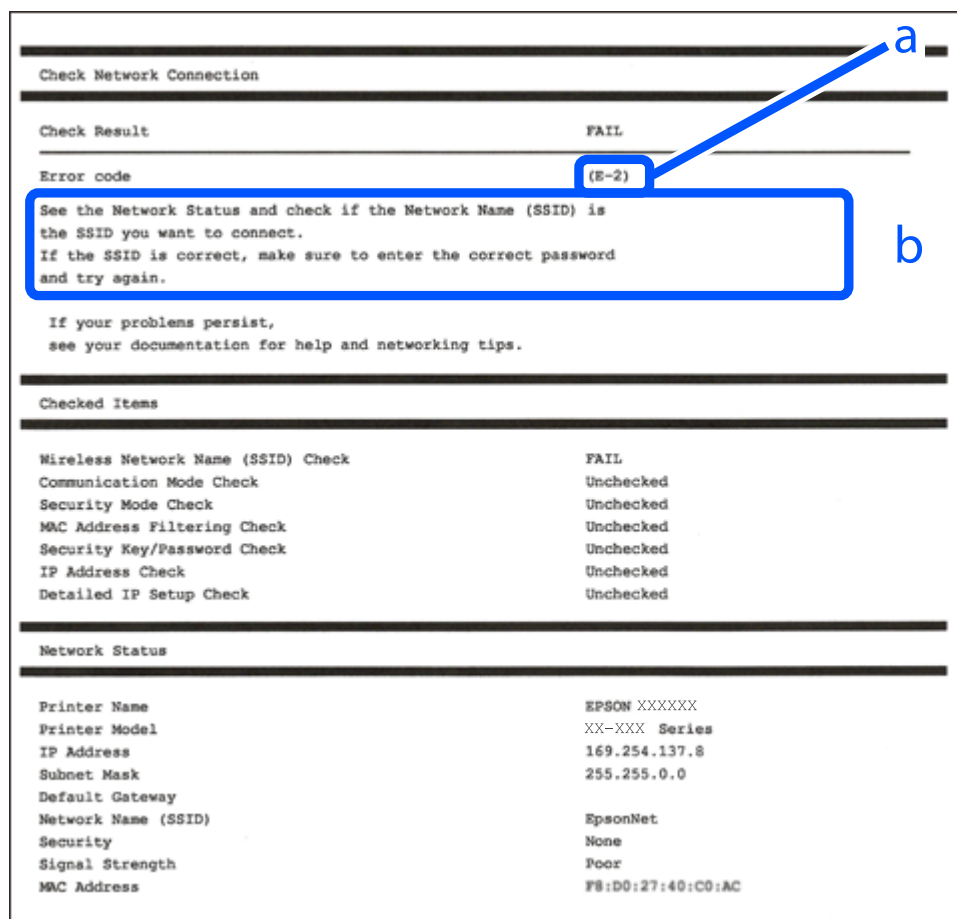 a
Check Network Connection
Check Result FAIL
Error code (E-2)
See the Network Status and check if the Network Name (SSID) is
the SSID you want to connect.
If the SSID is correct, make sure to enter the correct password
and try again.
b
If your problems persist,
see your documentation for help and networking tips.
Checked Items
Wireless Network Name (SSID) Check FAIL
Communication Mode Check Unchecked
Security Mode Check Unchecked
MAC Address Filtering Check Unchecked
Security Key/Password Check Unchecked
IP Address Check Unchecked
Detailed IP Setup Check Unchecked
Network Status
Printer Name EPSON XXXXXX
Printer Model XX-XXX Series
IP Address 169.254.137.8
Subnet Mask 255.255.0.0
Default Gateway
Network Name (SSID) EpsonNet
Security None
Signal Strength Poor
MAC Address F8:D0:27:40:C0:AC